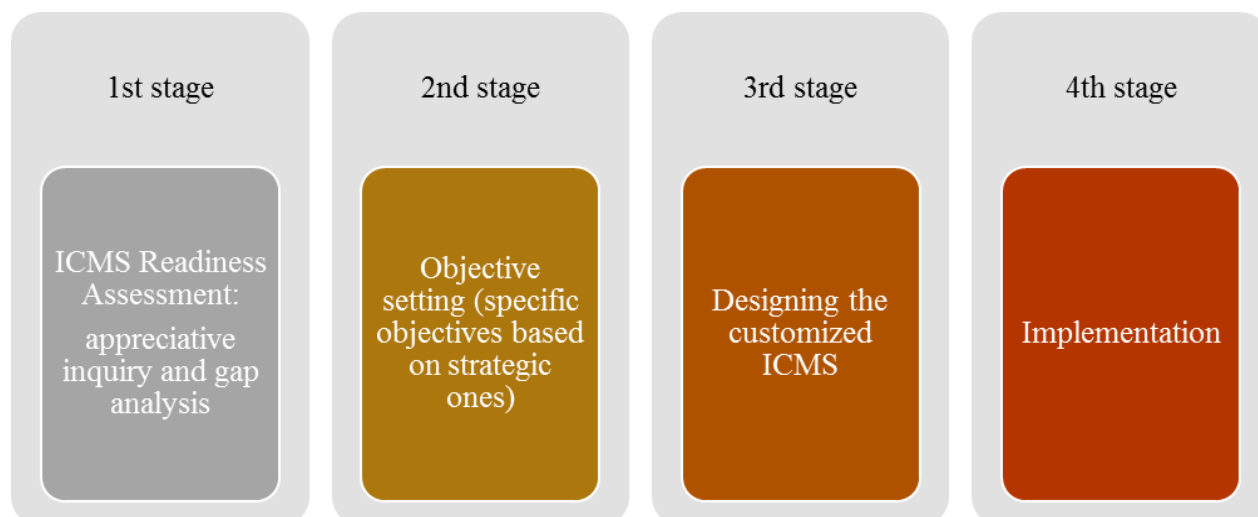 1st stage
ICMS Readiness
Assessment:
appreciative
inquiry and gap
analysis
2nd stage
Objective
setting (specific
objectives based
on strategic
ones)
3rd stage
Designing the
customized
ICMS
4th stage
Implementation